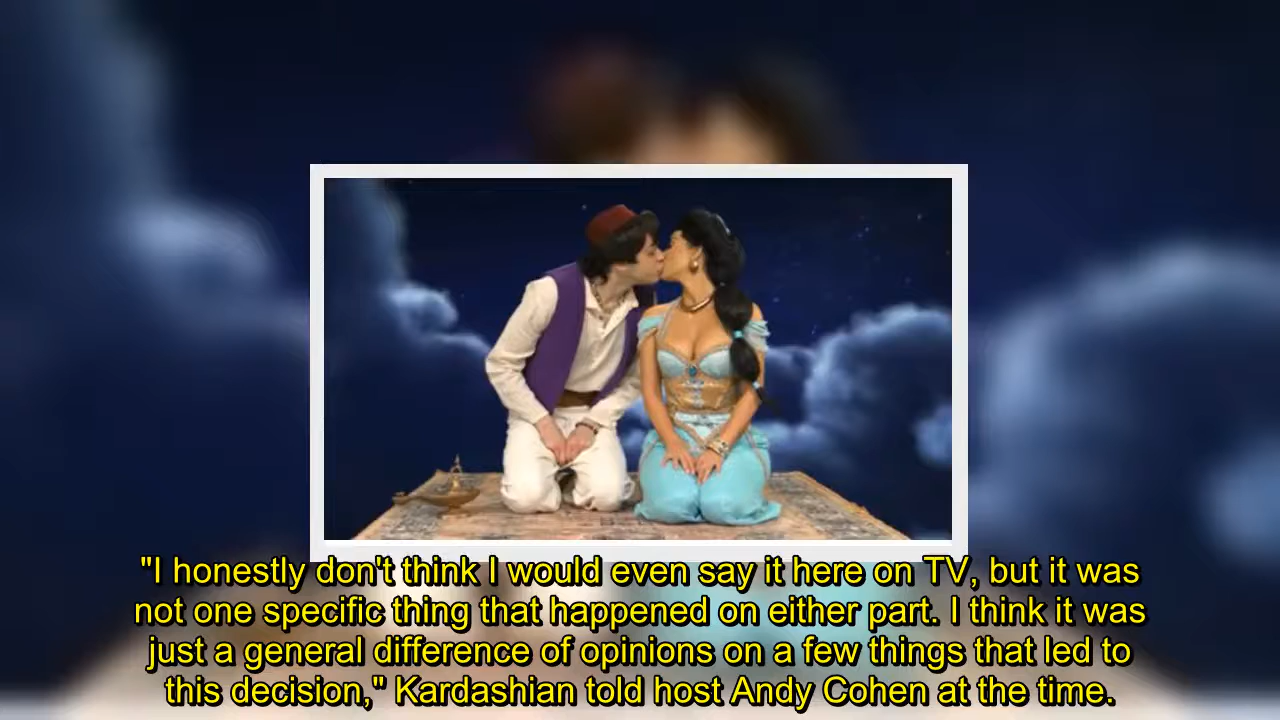 "I honestly don't think I would even say it here on TV, but it was
not one specific thing that happened on either part. I think it was
just a general difference of opinions on a few things that led to
this decision," Kardashian told host Andy Cohen at the time.